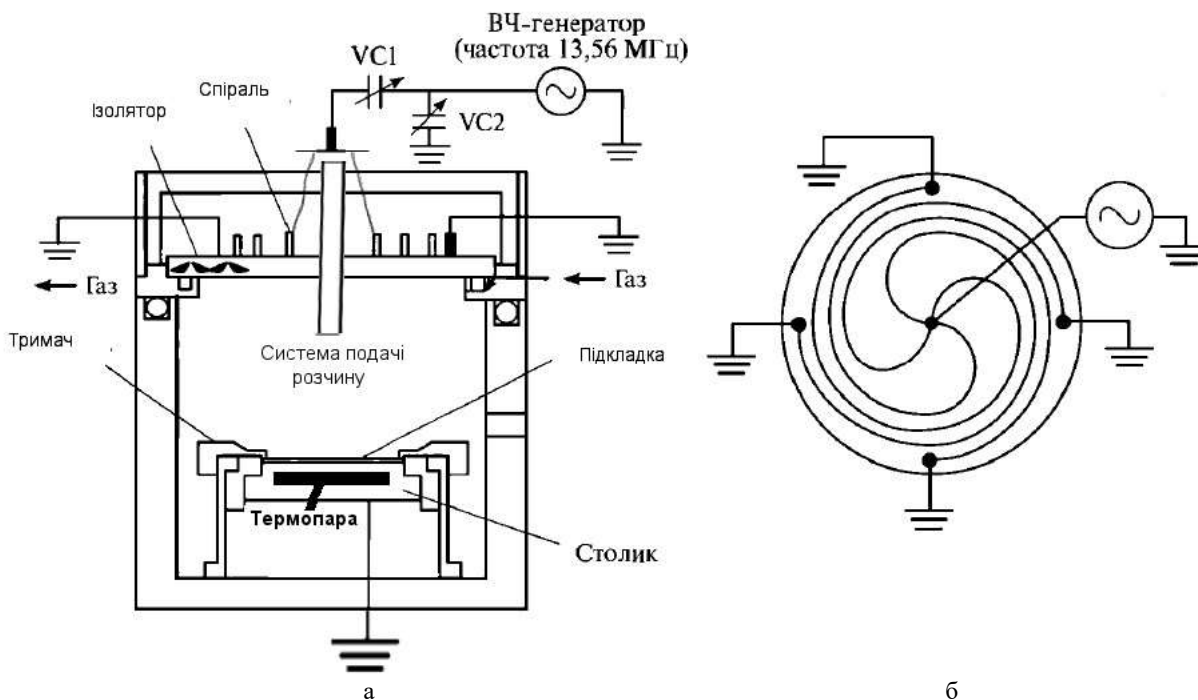 ВЧ-генератор
(частота 13,56 МГц)
VC1
Спіраль
Ізолятор
VC2
Газ
Газ
Тримач
Система подачі
розчину
Підкладка
Термопара
Столик
а
б